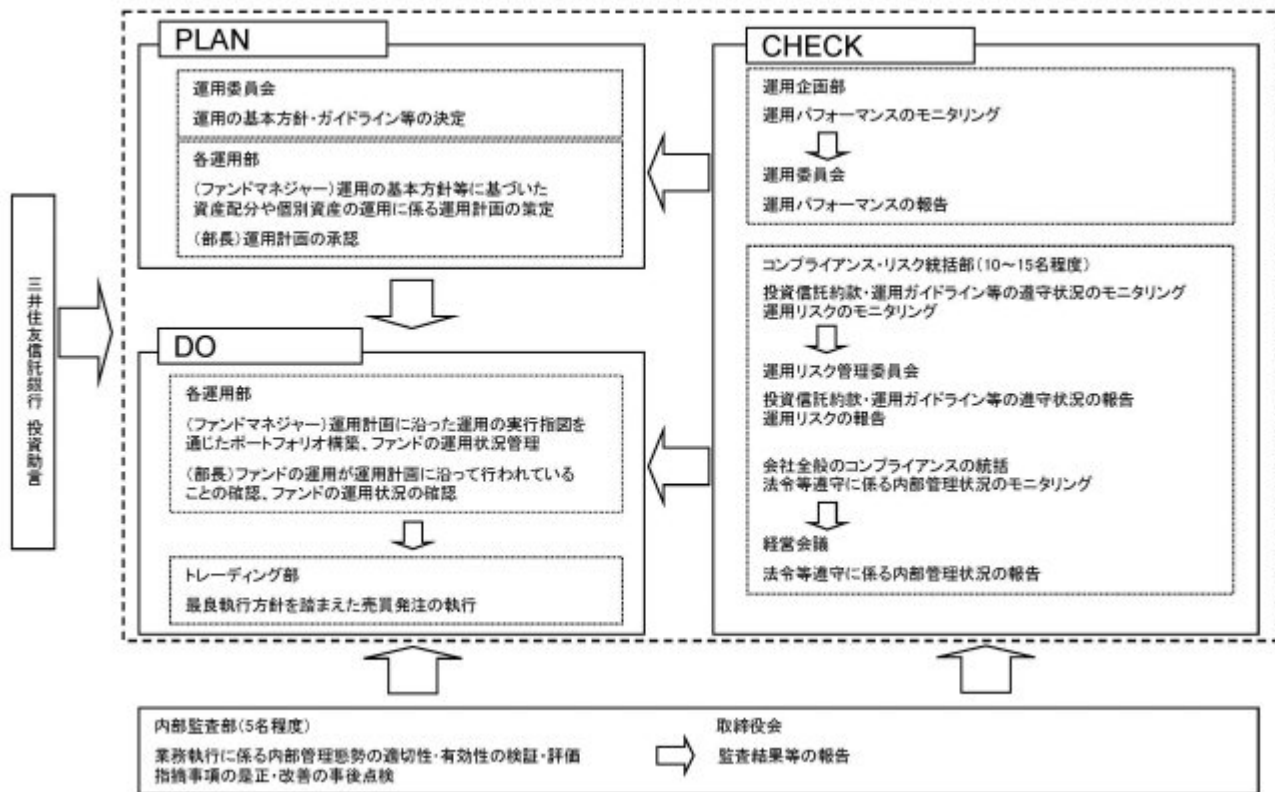 三井住友信託銀行 投資助言
PLAN
運用委員会
運用の基本方針・ガイドライン等の決定
各運用部
(ファンドマネジャー)運用の基本方針等に基づいた
資産配分や個別資産の運用に係る運用計画の策定
(部長)運用計画の承認
DO
各運用部
(ファンドマネジャー)運用計画に沿った運用の実行指図を
通じたポートフォリオ構築、ファンドの運用状況管理
(部長)ファンドの運用が運用計画に沿って行われている
ことの確認、ファンドの運用状況の確認
トレーディング部
最良執行方針を踏まえた売買発注の執行
CHECK
運用企画部
運用パフォーマンスのモニタリング
運用委員会
運用パフォーマンスの報告
コンプライアンス・リスク統括部(10~15名程度)
投資信託約款・運用ガイドライン等の遵守状況のモニタリング
運用リスクのモニタリング
運用リスク管理委員会
投資信託約款・運用ガイドライン等の遵守状況の報告
運用リスクの報告
会社全般のコンプライアンスの統括
法令等遵守に係る内部管理状況のモニタリング
経営会議
法令等遵守に係る内部管理状況の報告
内部監査部(5名程度)
業務執行に係る内部管理態勢の適切性・有効性の検証・評価
指摘事項の是正・改善の事後点検
取締役会
監査結果等の報告